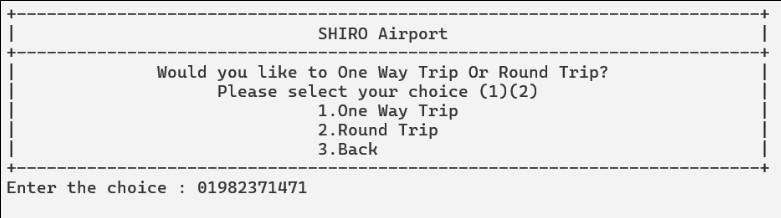 SHIRO Airport
Would you like to One Way Trip Or Round Trip?
Please select your choice (1)(2)
1.One Way Trip
2.Round Trip
3.Back
Enter the choice : 01982371471